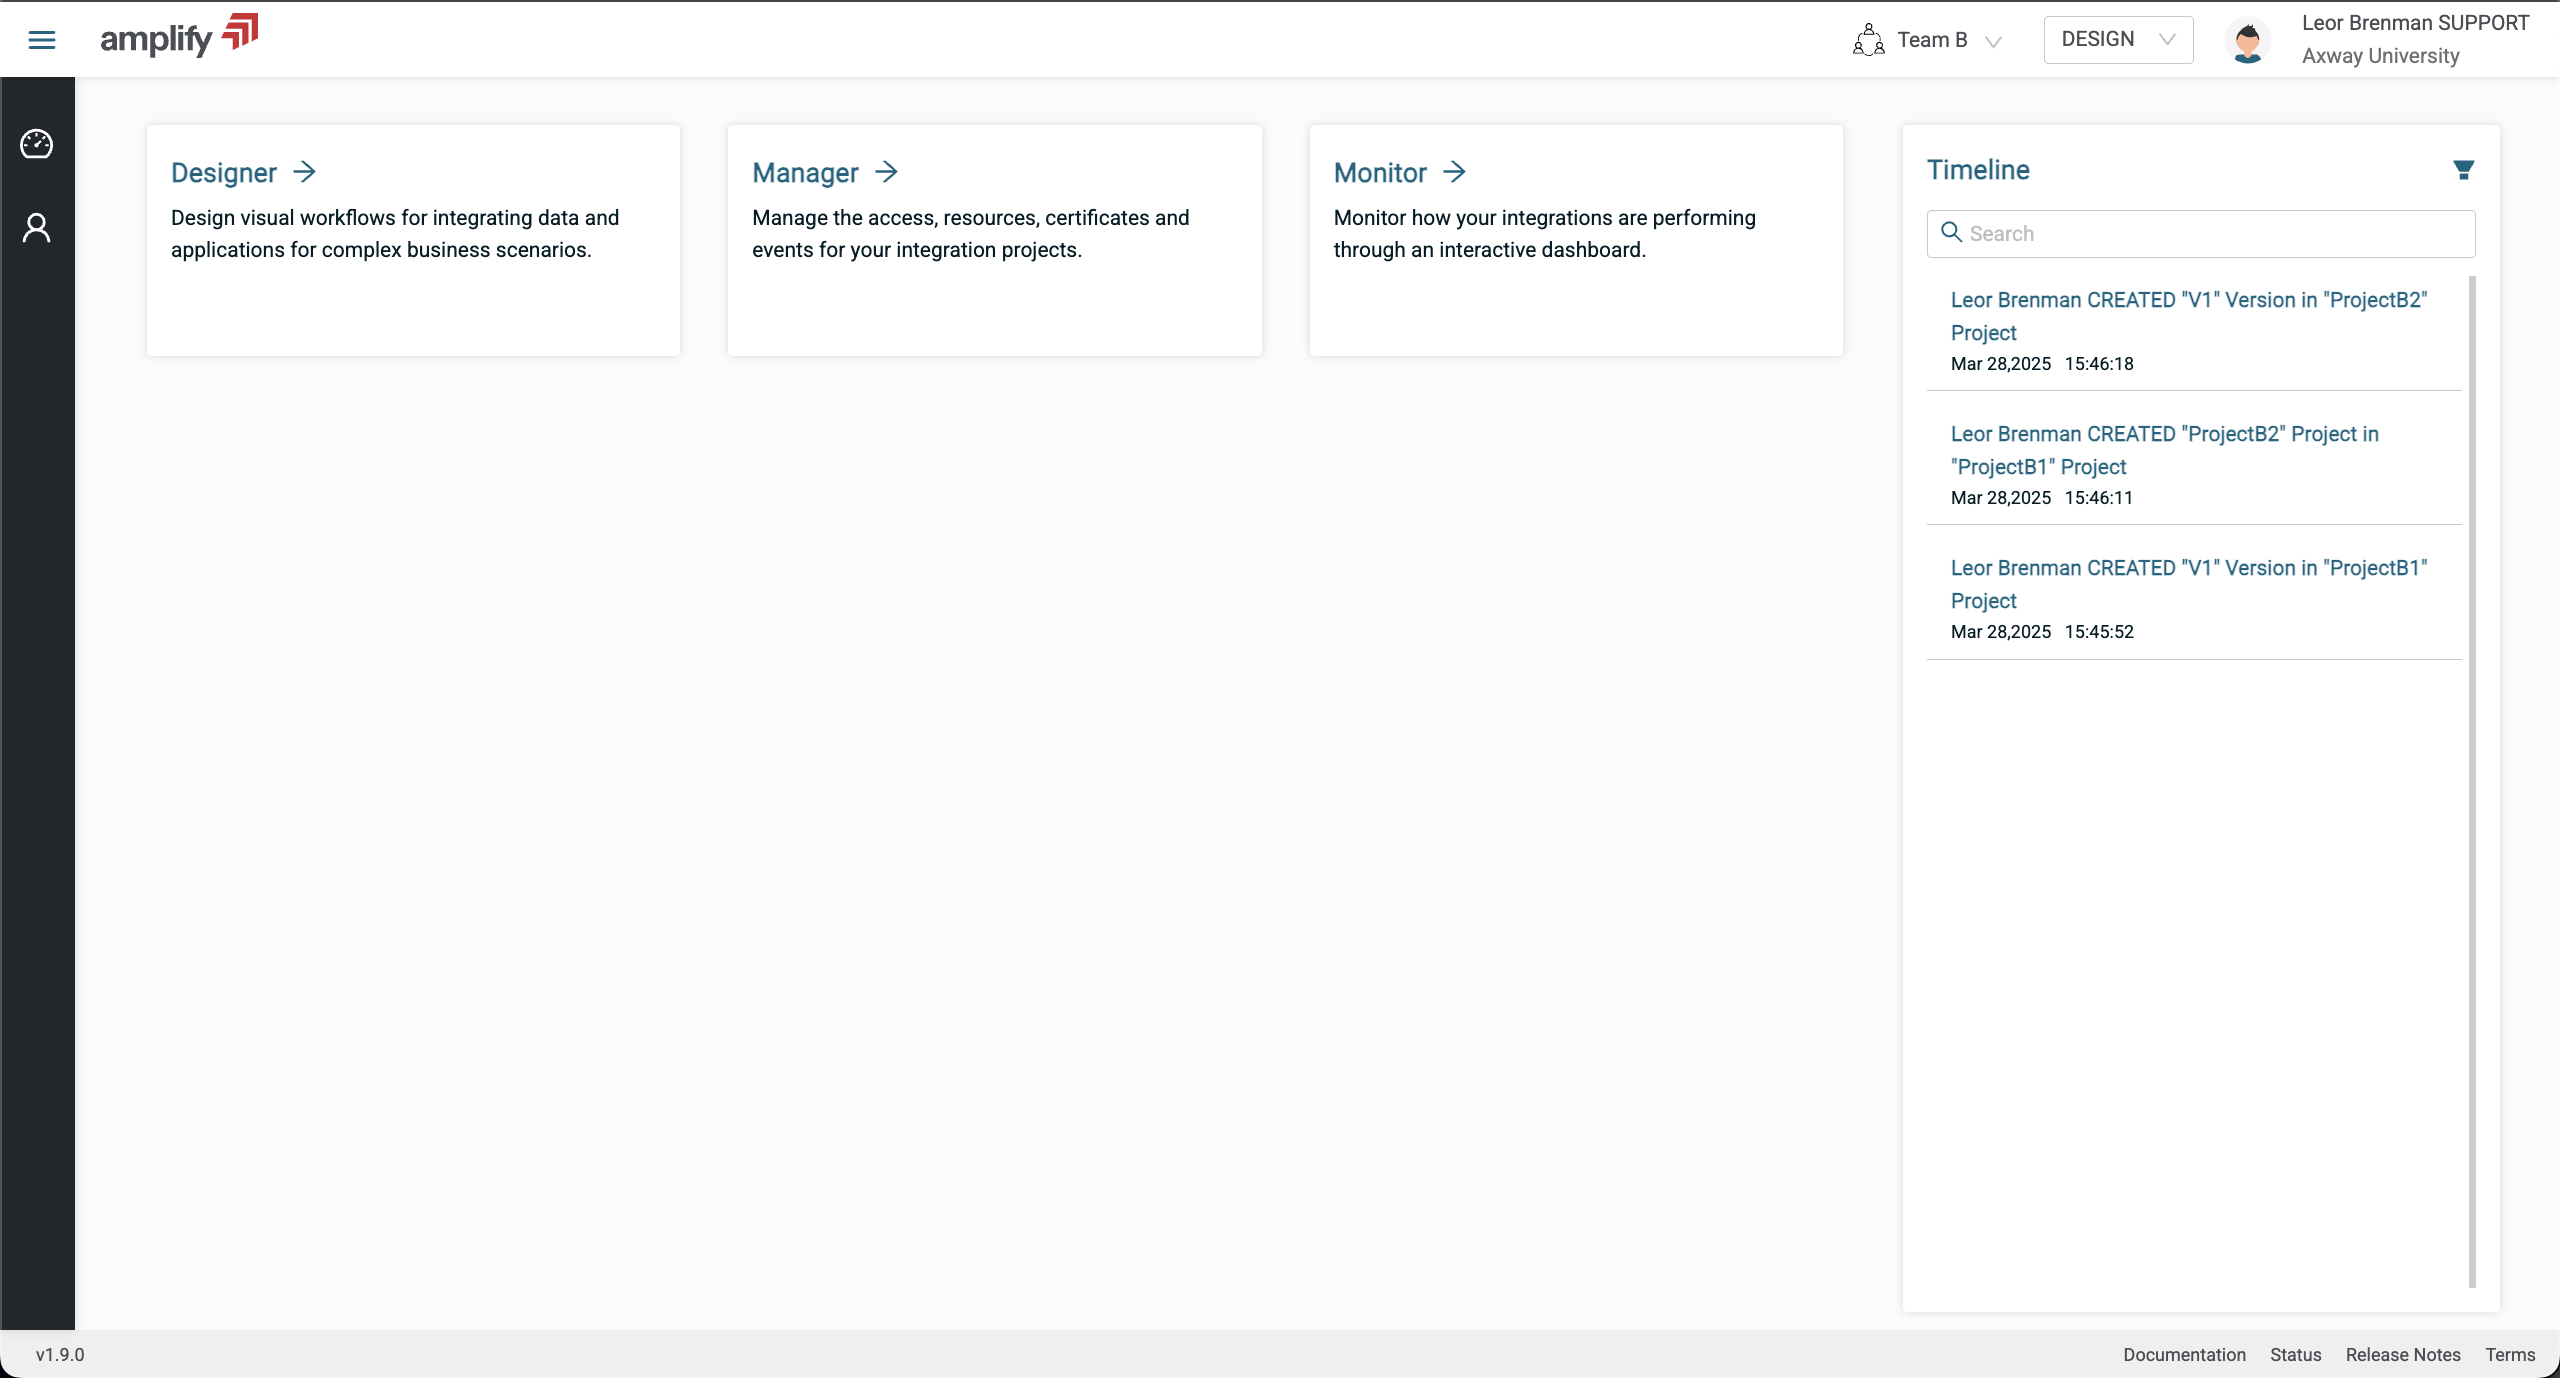 amplify
Team B
DESIGN
Leor Brenman SUPPORT
Axway University
Designer
Design visual workflows for integrating data and
applications for complex business scenarios.
Manager
Manage the access, resources, certificates and
events for your integration projects.
Monitor
Monitor how your integrations are performing
through an interactive dashboard.
Timeline
Search
Leor Brenman CREATED "V1" Version in "ProjectB2"
Project
Mar 28,2025 15:46:18
Leor Brenman CREATED "ProjectB2" Project in
"ProjectB1" Project
Mar 28,2025 15:46:11
Leor Brenman CREATED "V1" Version in "ProjectB1"
Project
Mar 28,2025 15:45:52
v1.9.0
Documentation Status Release Notes Terms